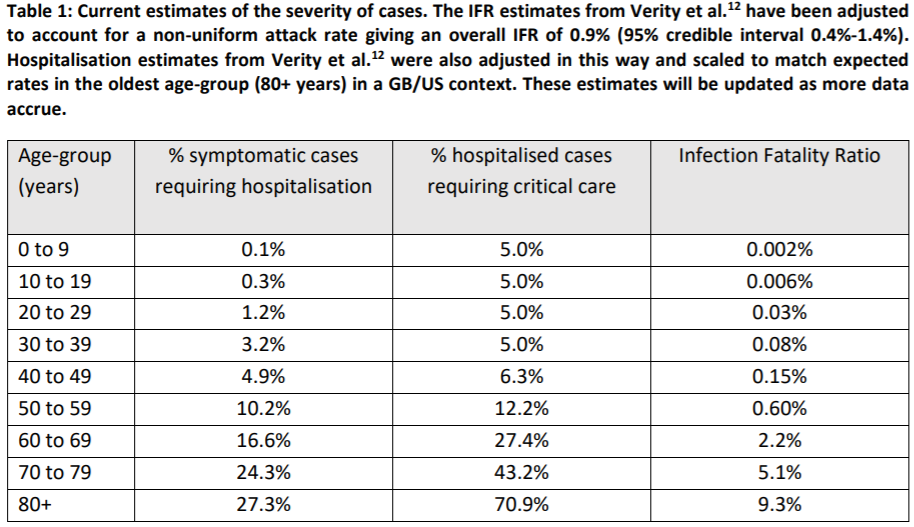 Table 1: Current estimates of the severity of cases. The IFR estimates from Verity et al.¹² have been adjusted
to account for a non-uniform attack rate giving an overall IFR of 0.9% (95% credible interval 0.4%-1.4%).
Hospitalisation estimates from Verity et al.¹² were also adjusted in this way and scaled to match expected
rates in the oldest age-group (80+ years) in a GB/US context. These estimates will be updated as more data
accrue.
Age-group % symptomatic cases % hospitalised cases Infection Fatality Ratio
(years) requiring hospitalisation requiring critical care
0 to 9 0.1% 5.0% 0.002%
10 to 19 0.3% 5.0% 0.006%
20 to 29 1.2% 5.0% 0.03%
30 to 39 3.2% 5.0% 0.08%
40 to 49 4.9% 6.3% 0.15%
50 to 59 10.2% 12.2% 0.60%
60 to 69 16.6% 27.4% 2.2%
70 to 79 24.3% 43.2% 5.1%
80+ 27.3% 70.9% 9.3%